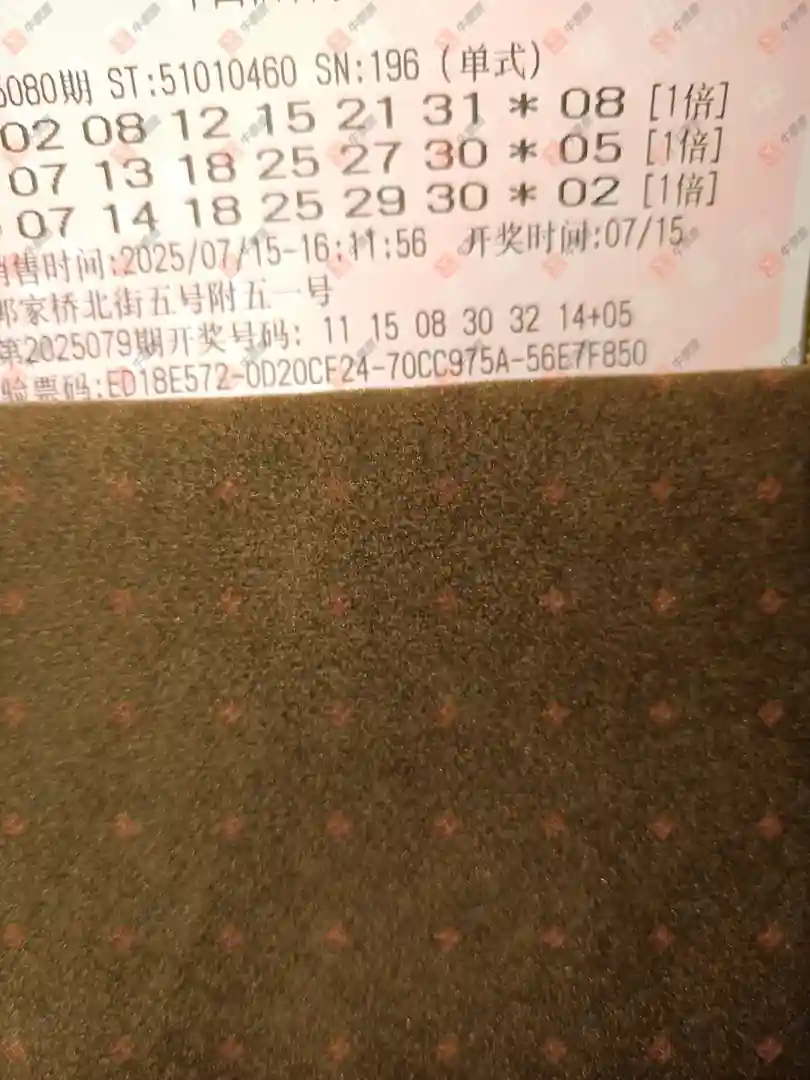 5080期 ST:51010460 SN:196 (单式)
02 08 12 15 21 31 * 08 [1倍]
07 13 18 25 27 30 * 05 [1倍]
07 14 18 25 29 30 * 02 [1倍]
销售时间:2025/07/15-16:11:56 开奖时间:07/15
郭家桥北街五号附五一号
第2025079期开奖号码: 11 15 08 30 32 14+05
验票码:ED18E572-0D20CF24-70CC975A-56E7F850